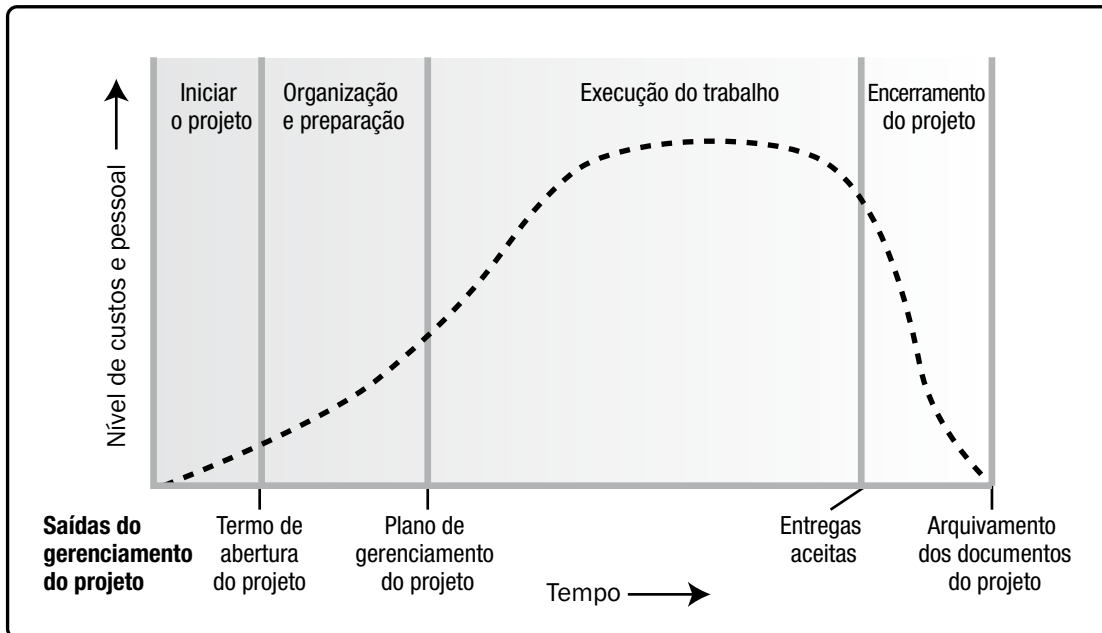 Iniciar
o projeto
Organização
e preparação
Execução do trabalho
Encerramento
do projeto
Nível de custos e pessoal
Saídas do
gerenciamento
do projeto
Termo de
abertura
do projeto
Plano de
gerenciamento
do projeto
Entregas
aceitas
Arquivamento
dos documentos
do projeto
Tempo